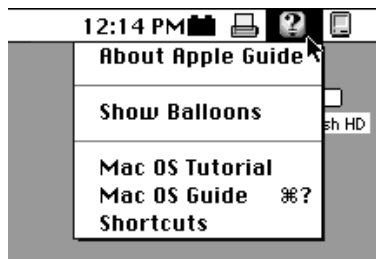 12:14 PM
About Apple Guide
Show Balloons
sh HD
Mac OS Tutorial
Mac OS Guide ⌘?
Shortcuts